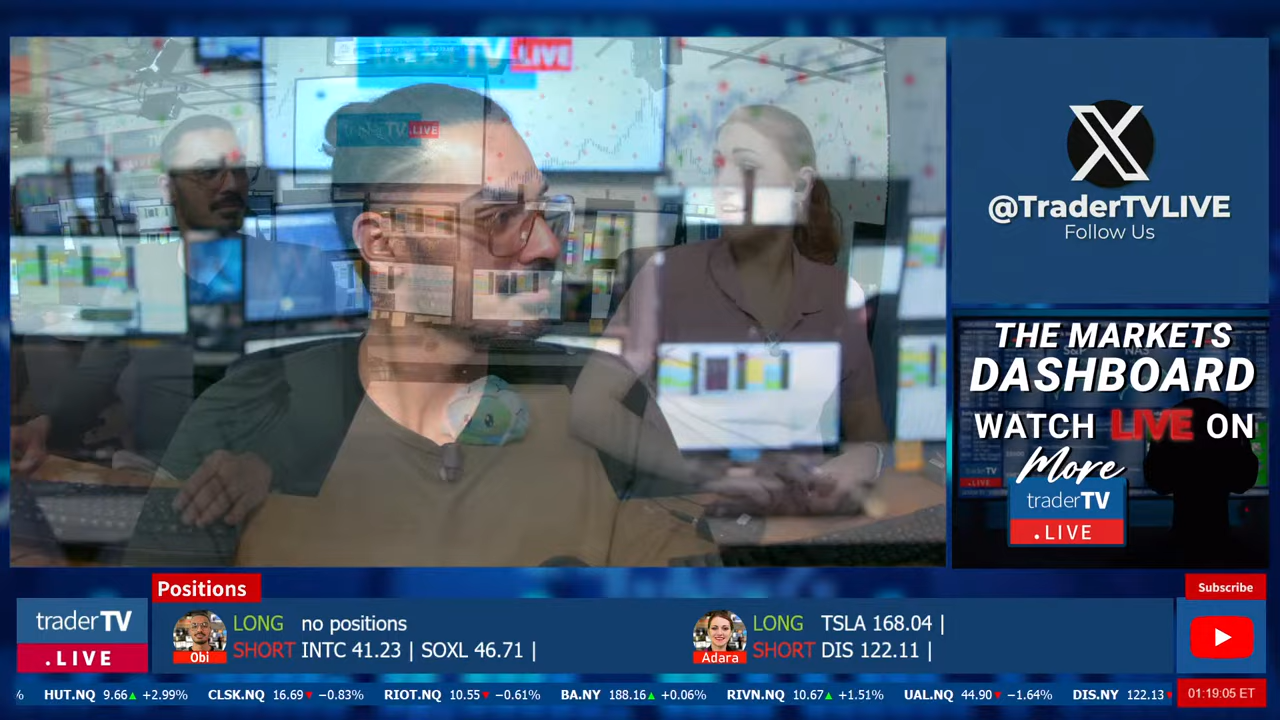 TV.LIVE
TV.LIVE
@TraderTVLIVE
Follow Us
THE MARKETS
DASHBOARD
WATCH LIVE ON
More
traderTV
.LIVE
Positions
Subscribe
traderTV
.LIVE
Obi
LONG no positions
SHORT INTC 41.23 | SOXL 46.71 |
Adara
LONG TSLA 168.04 |
SHORT DIS 122.11 |
% HUT.NQ 9.66▲ +2.99% CLSK.NQ 16.69▼ −0.83% RIOT.NQ 10.55▼ −0.61% BA.NY 188.16▲ +0.06% RIVN.NQ 10.67▲ +1.51% UAL.NQ 44.90▼ −1.64% DIS.NY 122.13▼
01:19:05 ET